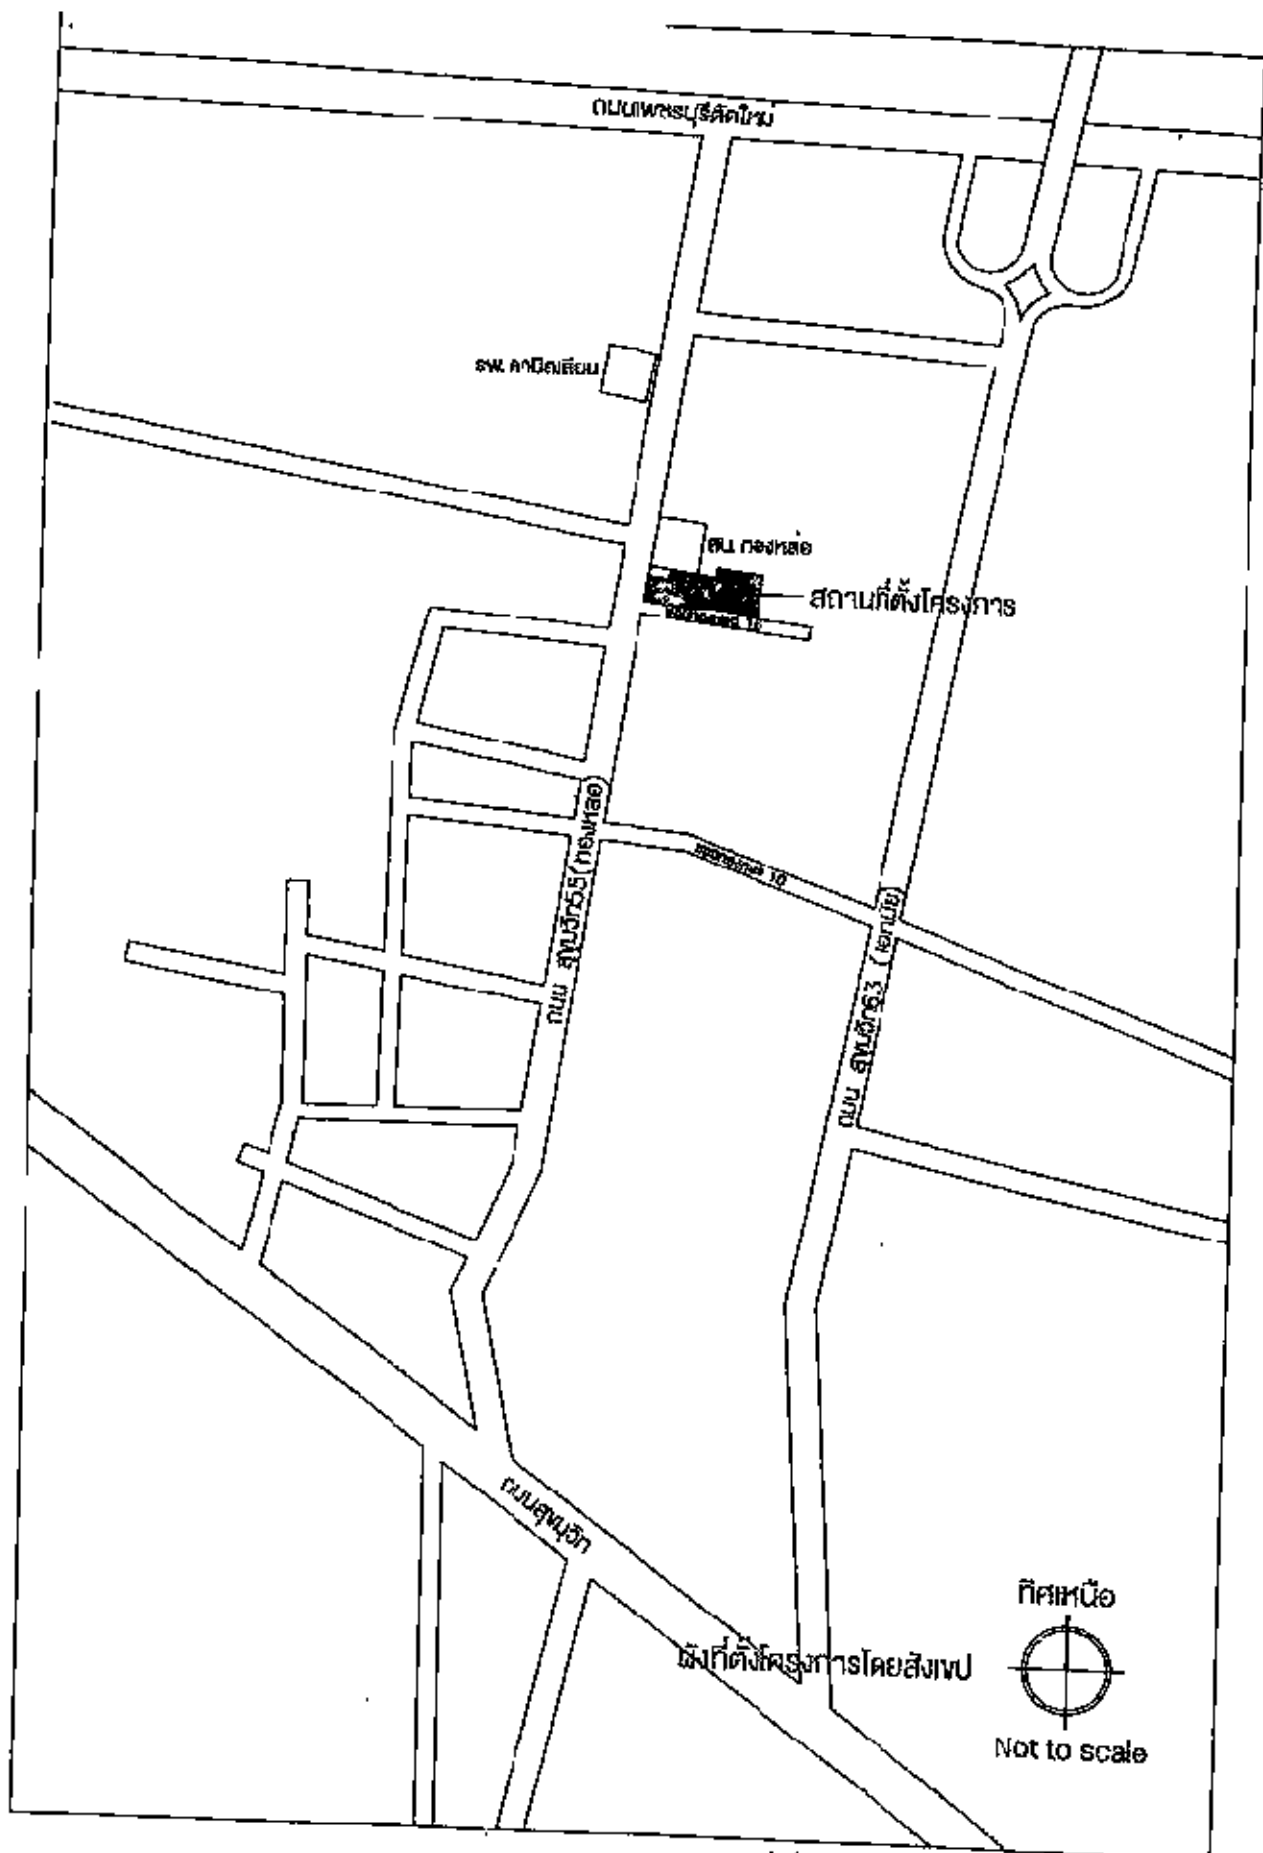 ถนนเพชรบุรีตัดใหม่
รพ. คามิลเลียน
สน. ทองหล่อ
สถานที่ตั้งโครงการ
ถนน สุขุมวิท55(ทองหล่อ)
ถนน สุขุมวิท63 (เอกมัย)
ถนนสุขุมวิท
ทิศเหนือ
ผังที่ตั้งโครงการโดยสังเขป
Not to scale